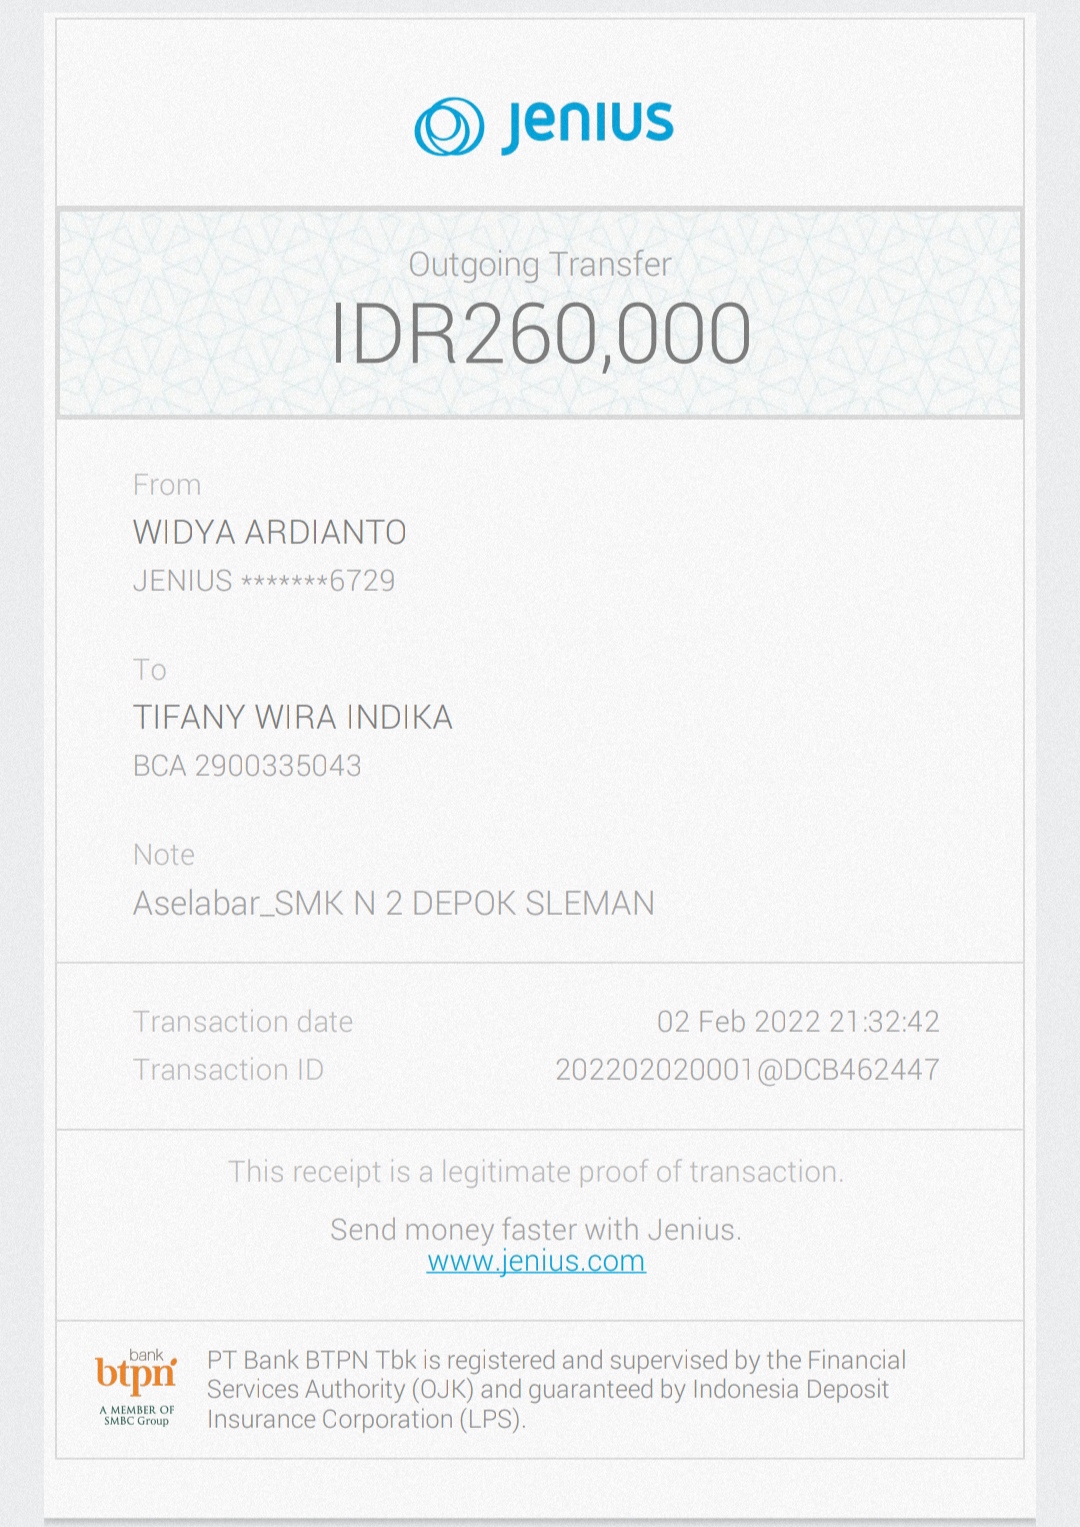 Jenius
Outgoing Transfer
IDR260,000
From
WIDYA ARDIANTO
JENIUS *******6729
To
TIFANY WIRA INDIKA
BCA 2900335043
Note
Aselabar_SMK N 2 DEPOK SLEMAN
Transaction date 02 Feb 2022 21:32:42
Transaction ID 202202020001@DCB462447
This receipt is a legitimate proof of transaction.
Send money faster with Jenius.
www.jenius.com
bank
btpn
A MEMBER OF
SMBC Group
PT Bank BTPN Tbk is registered and supervised by the Financial
Services Authority (OJK) and guaranteed by Indonesia Deposit
Insurance Corporation (LPS).